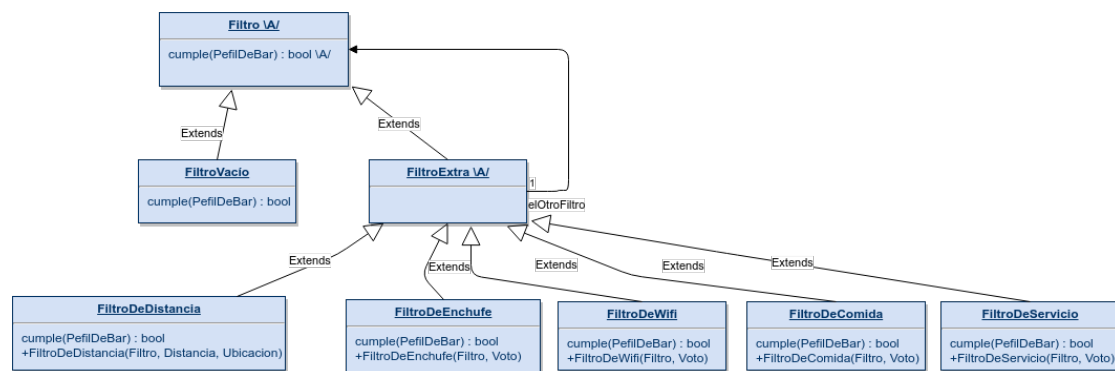 Filtro \A/
cumple(PefilDeBar) : bool \A/
Extends
Extends
FiltroVacio
cumple(PefilDeBar) : bool
FiltroExtra \A/
1
elOtroFiltro
Extends
Extends
Extends
Extends
Extends
FiltroDeDistancia
cumple(PefilDeBar) : bool
+FiltroDeDistancia(Filtro, Distancia, Ubicacion)
FiltroDeEnchufe
cumple(PefilDeBar) : bool
+FiltroDeEnchufe(Filtro, Voto)
FiltroDeWifi
cumple(PefilDeBar) : bool
+FiltroDeWifi(Filtro, Voto)
FiltroDeComida
cumple(PefilDeBar) : bool
+FiltroDeComida(Filtro, Voto)
FiltroDeServicio
cumple(PefilDeBar) : bool
+FiltroDeServicio(Filtro, Voto)